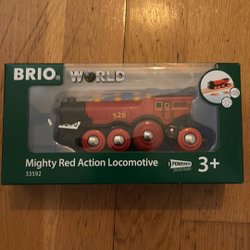 BRIO WORLD
529
Mighty Red Action Locomotive
33592
3+